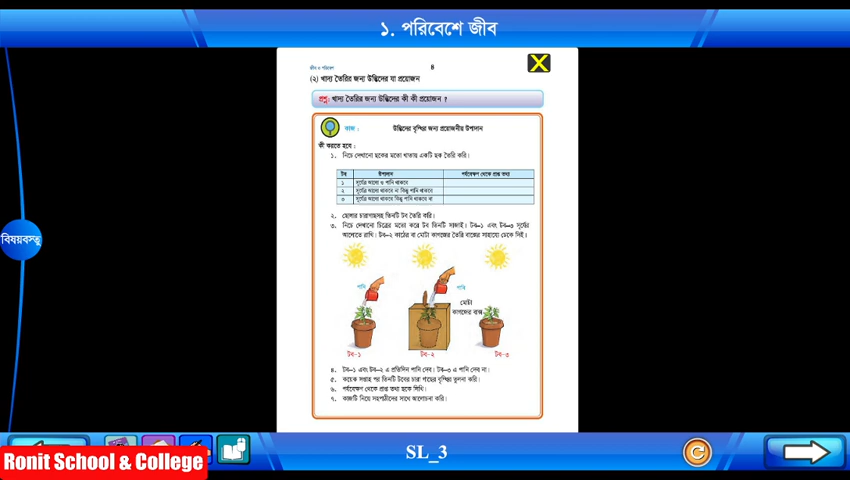 ১. পরিবেশে জীব
জীব ও পরিবেশ
৪
X
(২) খাদ্য তৈরির জন্য উদ্ভিদের যা প্রয়োজন
প্রশ্ন: খাদ্য তৈরির জন্য উদ্ভিদের কী কী প্রয়োজন ?
কাজ :
উদ্ভিদের বৃদ্ধির জন্য প্রয়োজনীয় উপাদান
কী করতে হবে :
১. নিচে দেখানো ছকের মতো খাতায় একটি ছক তৈরি করি।
টব উপাদান পর্যবেক্ষণ থেকে প্রাপ্ত তথ্য
১ সূর্যের আলো ও পানি থাকবে
২ সূর্যের আলো থাকবে না কিন্তু পানি থাকবে
৩ সূর্যের আলো থাকবে কিন্তু পানি থাকবে না
২. ছোলার চারাগাছসহ তিনটি টব তৈরি করি।
৩. নিচে দেখানো চিত্রের মতো করে টব তিনটি সাজাই। টব-১ এবং টব-৩ সূর্যের
আলোতে রাখি। টব-২ কাঠের বা মোটা কাগজের তৈরি বাক্সের সাহায্যে ঢেকে দিই।
পানি
পানি
মোটা
কাগজের বাক্স
টব-১
টব-২
টব-৩
৪. টব-১ এবং টব-২ এ প্রতিদিন পানি দেব। টব-৩ এ পানি দেব না।
৫. কয়েক সপ্তাহ পর তিনটি টবের চারা গাছের বৃদ্ধির তুলনা করি।
৬. পর্যবেক্ষণ থেকে প্রাপ্ত তথ্য ছকে লিখি।
৭. কাজটি নিয়ে সহপাঠীদের সাথে আলোচনা করি।
বিষয়বস্তু
SL_3
Ronit School & College